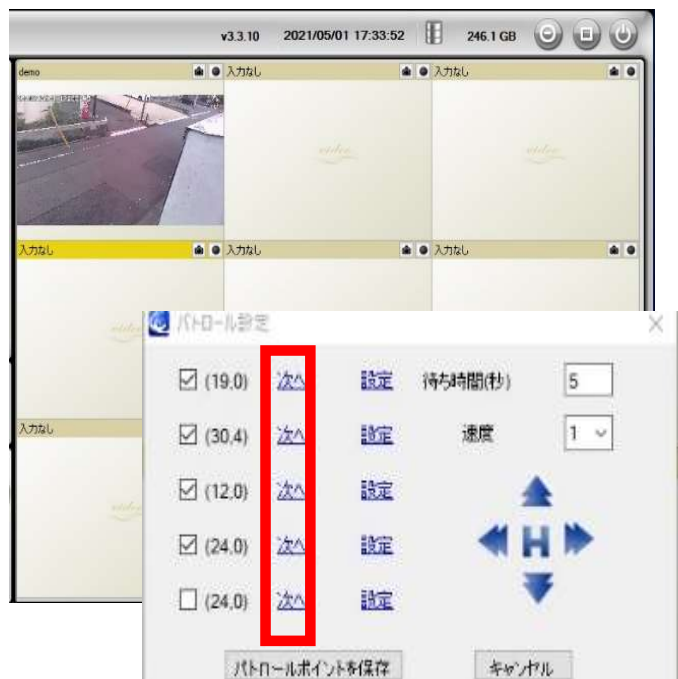 v3.3.10 2021/05/01 17:33:52 246.1 GB
demo 入力なし 入力なし
video video
入力なし 入力なし 入力なし
パトロール設定
(19.0) 次へ 設定 待ち時間(秒) 5
(30,4) 次へ 設定 速度 1
入力なし
(12.0) 次へ 設定
(24.0) 次へ 設定 H
(24,0) 次へ 設定
パトロールポイントを保存 キャンセル